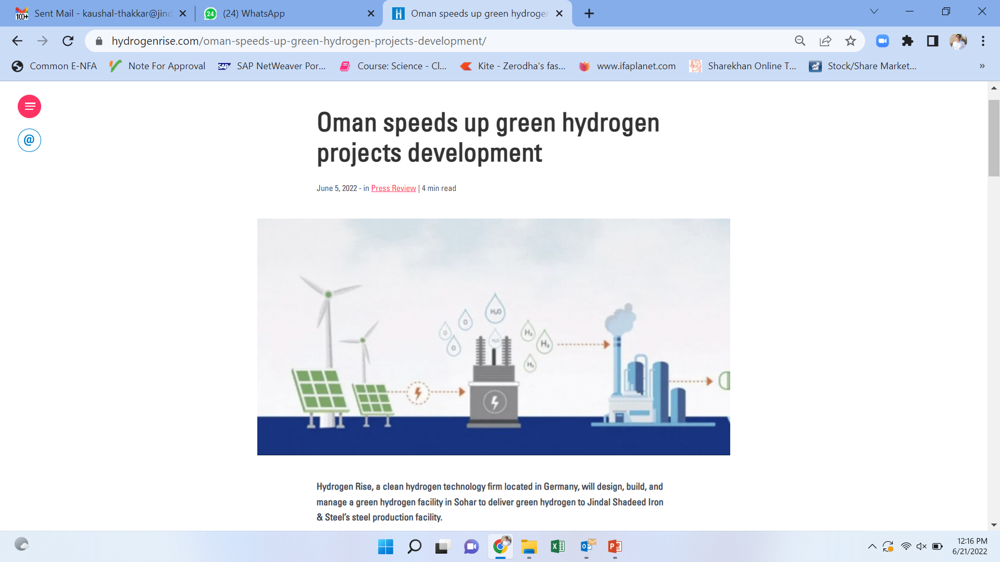 100+ Sent Mail - kaushal-thakkar@jind
24 (24) WhatsApp
Oman speeds up green hydrogen
hydrogenrise.com/oman-speeds-up-green-hydrogen-projects-development/
Common E-NFA
Note For Approval
SAP SAP NetWeaver Por...
Course: Science - Cl...
Kite - Zerodha's fas...
www.ifaplanet.com
Sharekhan Online T...
Stock/Share Market...
»
@
Oman speeds up green hydrogen
projects development
June 5, 2022 - in Press Review | 4 min read
H₂O
O
O
O
H₂O
H₂
H₂
H₂
Hydrogen Rise, a clean hydrogen technology firm located in Germany, will design, build, and
manage a green hydrogen facility in Sohar to deliver green hydrogen to Jindal Shadeed Iron
& Steel’s steel production facility.
12:16 PM
6/21/2022